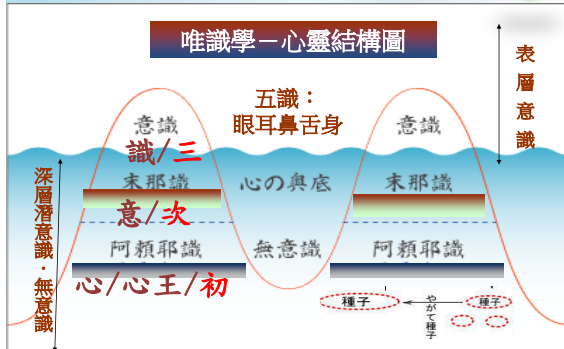 唯識學－心靈結構圖
表層意識
五識：
眼耳鼻舌身
意識
意識
識/三
末那識
心の奥底
末那識
意/次
深層潛意識．無意識
阿頼耶識
無意識
阿頼耶識
心/心王/初
種子
やがて種子
種子